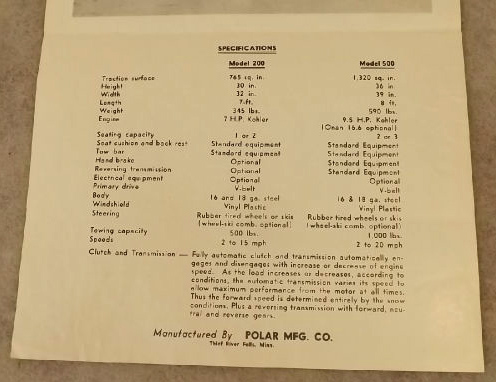 SPECIFICATIONS
Model 200 Model 500
Traction surface 765 sq. in. 1,320 sq. in.
Height 30 in. 36 in.
Width 32 in. 39 in.
Length 7-ft. 8 ft.
Weight 345 lbs. 590 lbs.
Engine 7 H.P. Kohler 9.5 H.P. Kohler
(Onan 16.6 optional)
Seating capacity 1 or 2 2 or 3
Seat cushion and back rest Standard equipment Standard Equipment
Tow bar Standard equipment Standard Equipment
Hand brake Optional Standard Equipment
Reversing transmission Optional Standard Equipment
Electrical equipment Optional Optional
Primary drive V-belt V-belt
Body 16 and 18 ga. steel 16 & 18 ga. steel
Windshield Vinyl Plastic Vinyl Plastic
Steering Rubber tired wheels or skis Rubber tired wheels or skis
(wheel-ski comb. optional) (wheel-ski comb. optional)
Towing capacity 500 lbs. 1,000 lbs.
Speeds 2 to 15 mph 2 to 20 mph
Clutch and Transmission — Fully automatic clutch and transmission automatically en-
gages and disengages with increase or decrease of engine
speed. As the load increases or decreases, according to
conditions, the automatic transmission varies its speed to
allow maximum performance from the motor at all times.
Thus the forward speed is determined entirely by the snow
conditions. Plus a reversing transmission with forward, neu-
tral and reverse gears.
Manufactured By POLAR MFG. CO.
Thief River Falls, Minn.